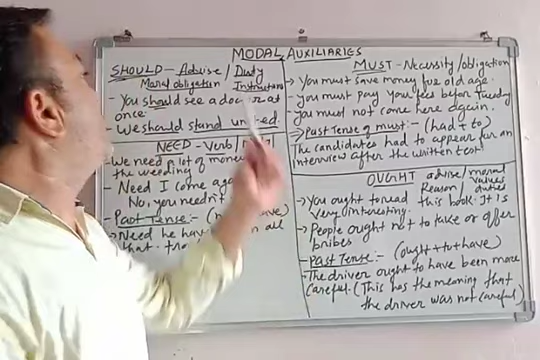 MODAL AUXILIARIES
SHOULD - Advise / Duty
Moral obligation Instructions
- You should see a doctor at
once.
- We should stand united.
NEED - Verb /
- We need a lot of money
the wedding
- Need I come
No, you needn't
- Past Tense :- have)
- Need he have all
that.
MUST - Necessity/obligation
You must save money for old age.
you must pay your fees before Tuesday
You must not come here again.
Past Tense of must :- (had + to)
The candidates had to appear for an
interview after the written test
OUGHT advise/moral
Reason / values
duties
You ought to read this book. It is
very interesting.
People ought not to take or offer
bribes
Past Tense :- (ought + to + have)
The driver ought to have been more
careful. (This has the meaning that
the driver was not careful)